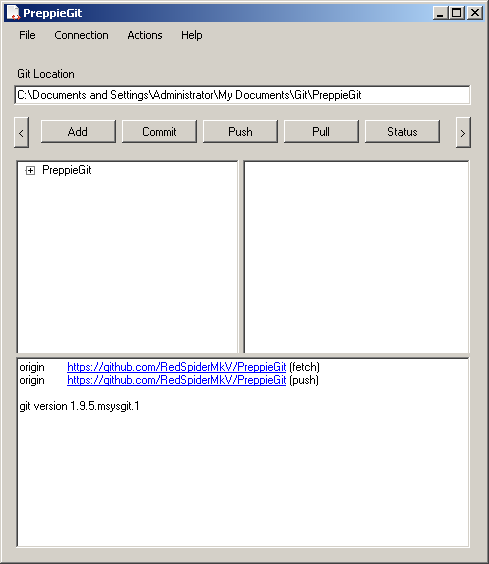 PreppieGit
File Connection Actions Help
Git Location
C:\Documents and Settings\Administrator\My Documents\Git\PreppieGit
< Add Commit Push Pull Status >
PreppieGit
origin https://github.com/RedSpiderMkV/PreppieGit (fetch)
origin https://github.com/RedSpiderMkV/PreppieGit (push)
git version 1.9.5.msysgit.1